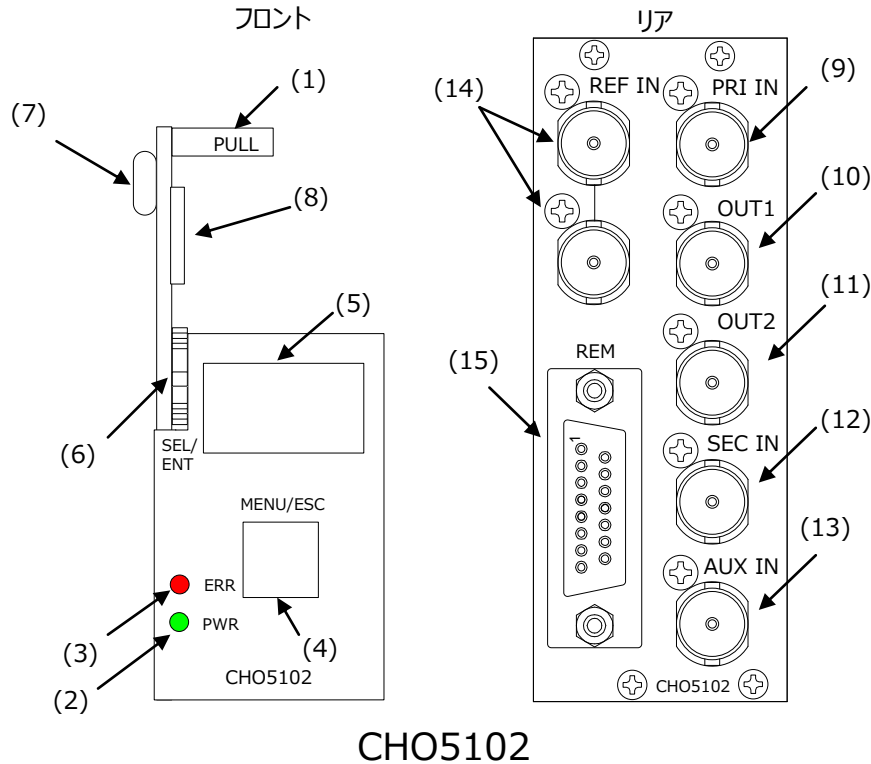 フロント
リア
(1)
(7)
PULL
(8)
(5)
(6)
SEL/
ENT
MENU/ESC
ERR
PWR
(3)
(2)
(4)
CHO5102
(14)
REF IN
PRI IN
(9)
(10)
OUT1
(11)
OUT2
REM
(15)
1
(12)
SEC IN
(13)
AUX IN
CHO5102
CHO5102